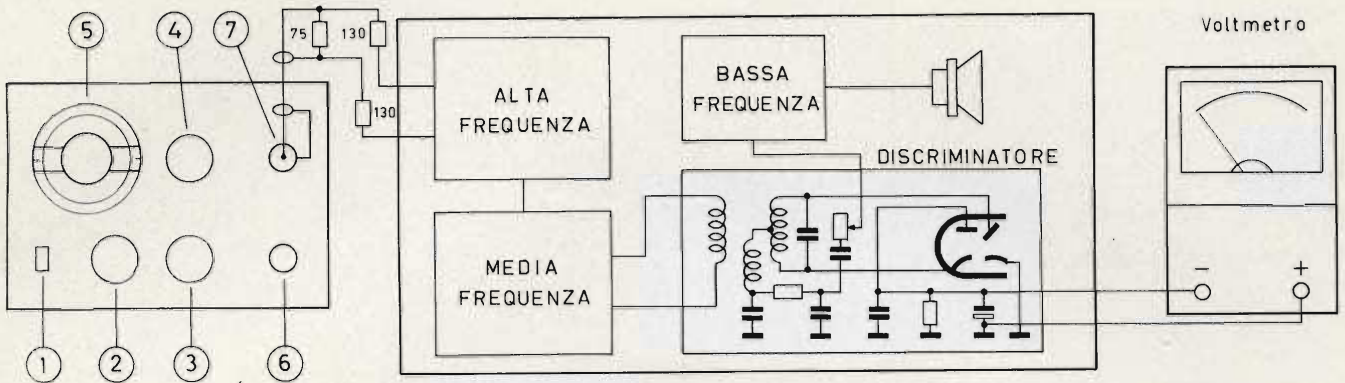 5
4
7
75
130
130
ALTA
FREQUENZA
BASSA
FREQUENZA
Voltmetro
DISCRIMINATORE
MEDIA
FREQUENZA
-
+
1
2
3
6